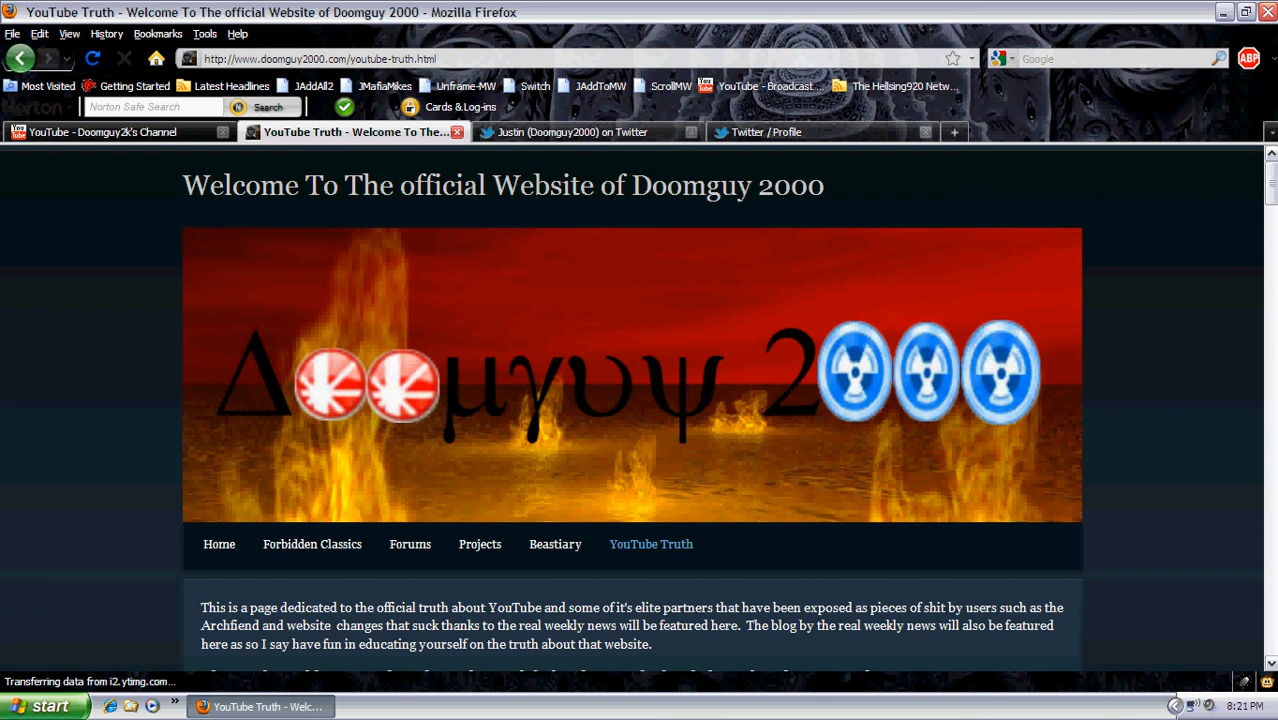 YouTube Truth - Welcome To The official Website of Doomguy 2000 - Mozilla Firefox
File Edit View History Bookmarks Tools Help
http://www.doomguy2000.com/youtube-truth.html Google ABP
Most Visited Getting Started Latest Headlines JAddAll2 JMafiaMikes Unframe-MW Switch JAddToMW ScrollMW YouTube - Broadcast ... The Hellsing920 Netw...
Norton Norton Safe Search Search Cards & Log-ins
YouTube - Doomguy2k's Channel YouTube Truth - Welcome To The... Justin (Doomguy2000) on Twitter Twitter / Profile
Welcome To The official Website of Doomguy 2000
Δ μγυψ 2
Home Forbidden Classics Forums Projects Beastiary YouTube Truth
This is a page dedicated to the official truth about YouTube and some of it's elite partners that have been exposed as pieces of shit by users such as the
Archfiend and website changes that suck thanks to the real weekly news will be featured here. The blog by the real weekly news will also be featured
here as so I say have fun in educating yourself on the truth about that website.
Transferring data from i2.ytimg.com...
start YouTube Truth - Welc... 8:21 PM